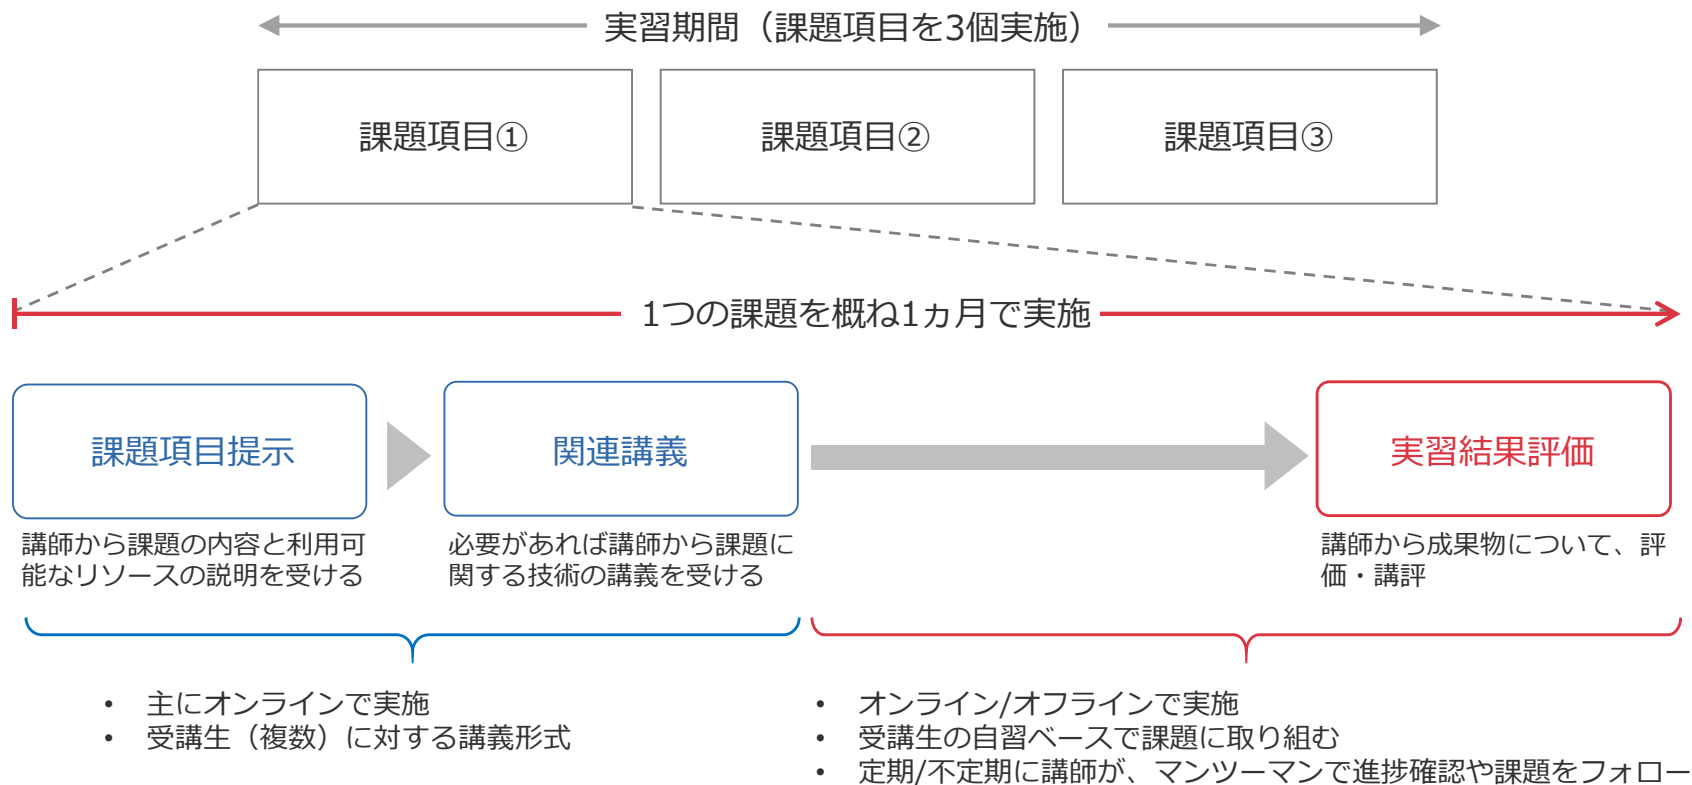 実習期間（課題項目を3個実施）
課題項目①
課題項目②
課題項目③
1つの課題を概ね1ヵ月で実施
課題項目提示
関連講義
実習結果評価
講師から課題の内容と利用可
能なリソースの説明を受ける
必要があれば講師から課題に
関する技術の講義を受ける
講師から成果物について、評
価・講評
• 主にオンラインで実施
• 受講生（複数）に対する講義形式
• オンライン/オフラインで実施
• 受講生の自習ベースで課題に取り組む
• 定期/不定期に講師が、マンツーマンで進捗確認や課題をフォロー